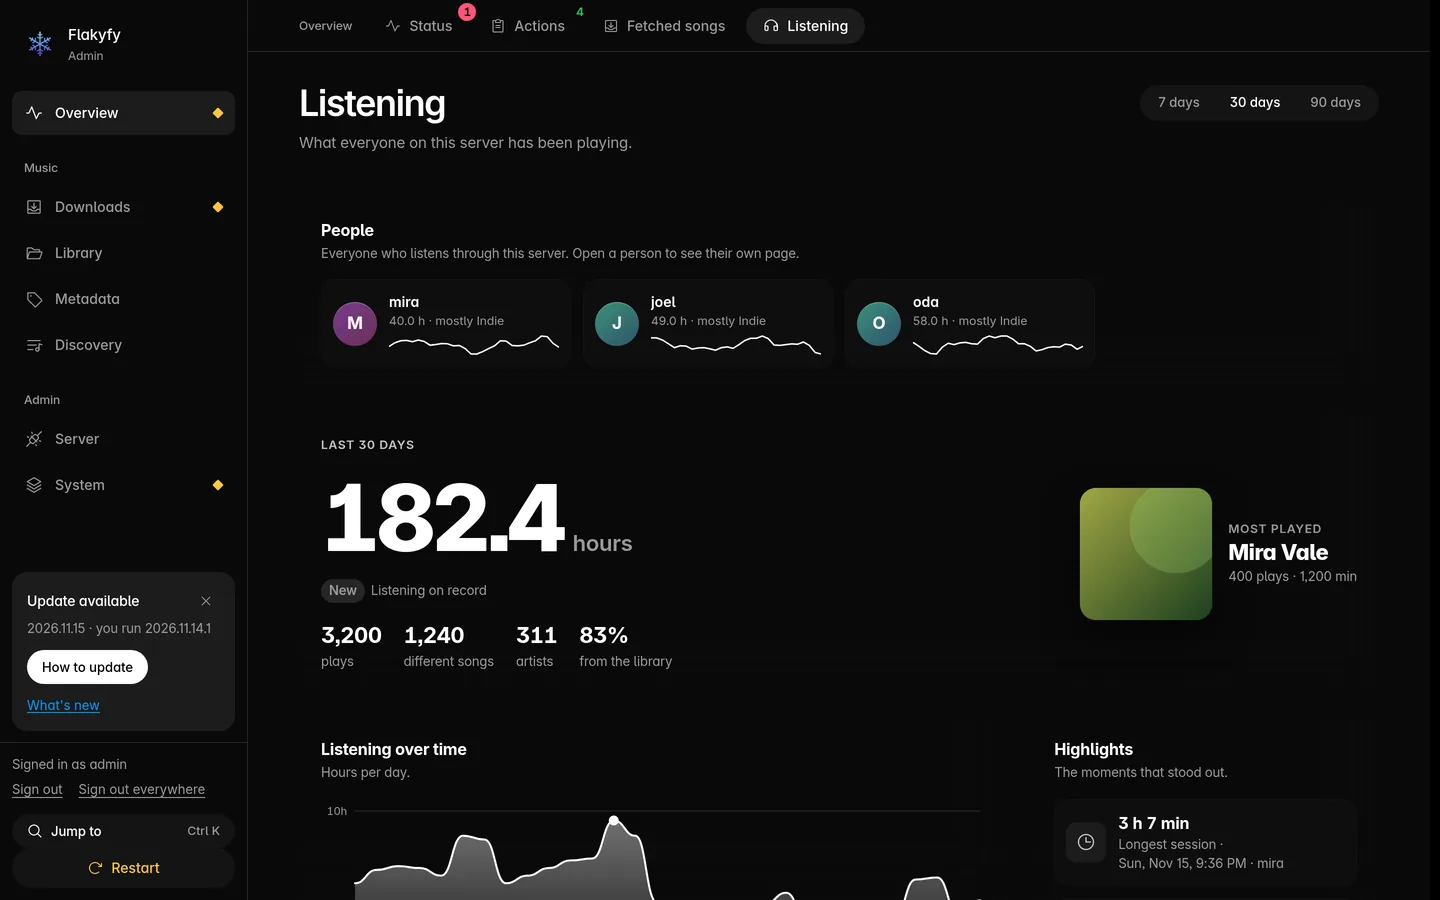 Flakyfy
Admin
Overview
Music
Downloads
Library
Metadata
Discovery
Admin
Server
System
Update available
2026.11.15 · you run 2026.11.14.1
How to update
What's new
Signed in as admin
Sign out Sign out everywhere
Jump to Ctrl K
Restart
Overview Status 1 Actions 4 Fetched songs Listening
Listening
What everyone on this server has been playing.
7 days 30 days 90 days
People
Everyone who listens through this server. Open a person to see their own page.
M
mira
40.0 h · mostly Indie
J
joel
49.0 h · mostly Indie
O
oda
58.0 h · mostly Indie
LAST 30 DAYS
182.4 hours
New Listening on record
3,200 1,240 311 83%
plays different songs artists from the library
MOST PLAYED
Mira Vale
400 plays · 1,200 min
Listening over time
Hours per day.
10h
Highlights
The moments that stood out.
3 h 7 min
Longest session ·
Sun, Nov 15, 9:36 PM · mira